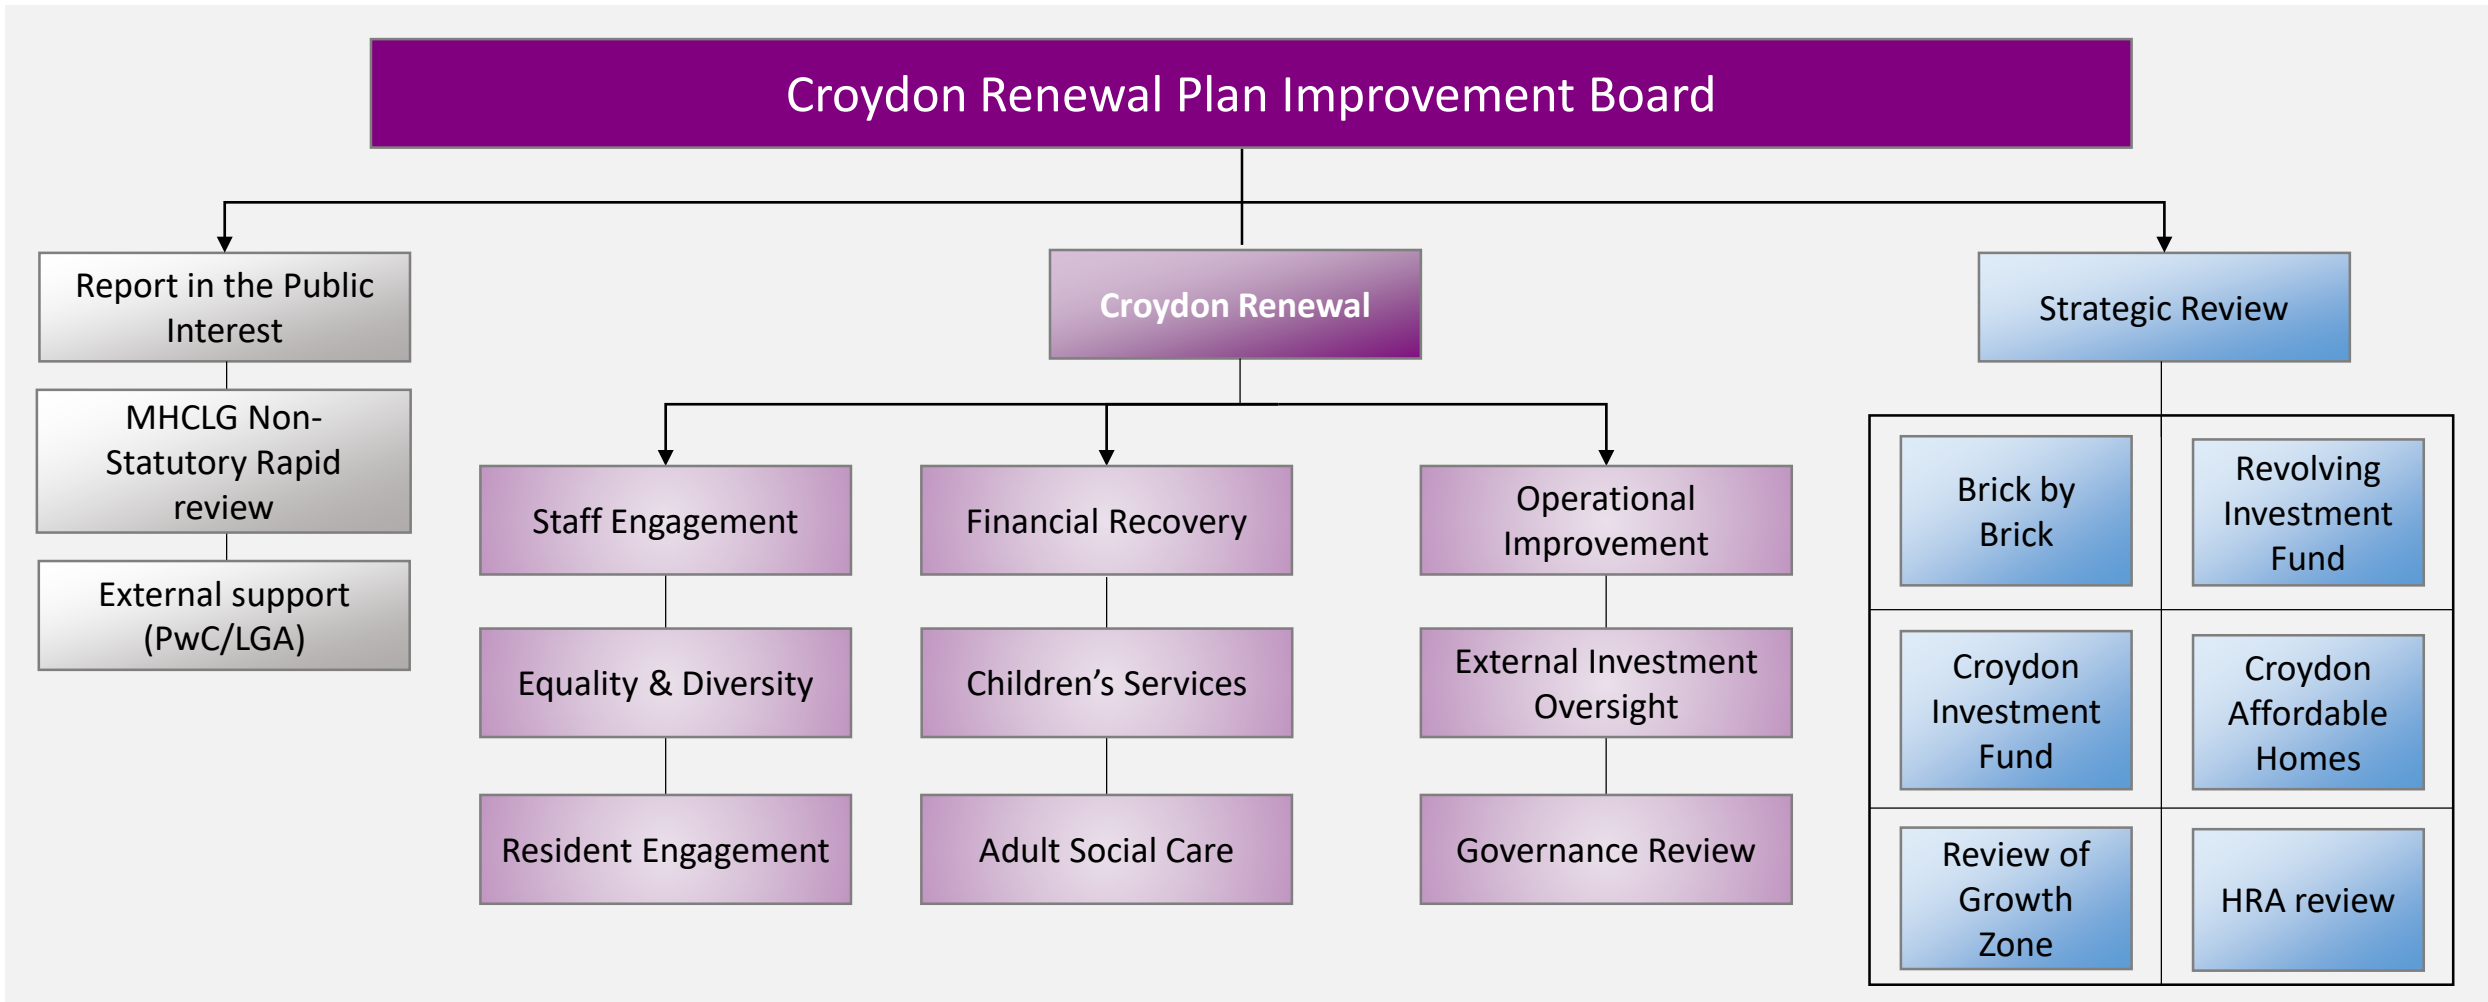 Croydon Renewal Plan Improvement Board
Report in the Public
Interest
MHCLG Non-
Statutory Rapid
review
External support
(PwC/LGA)
Croydon Renewal
Staff Engagement
Equality & Diversity
Resident Engagement
Financial Recovery
Children’s Services
Adult Social Care
Operational
Improvement
External Investment
Oversight
Governance Review
Strategic Review
Brick by
Brick
Revolving
Investment
Fund
Croydon
Investment
Fund
Croydon
Affordable
Homes
Review of
Growth
Zone
HRA review